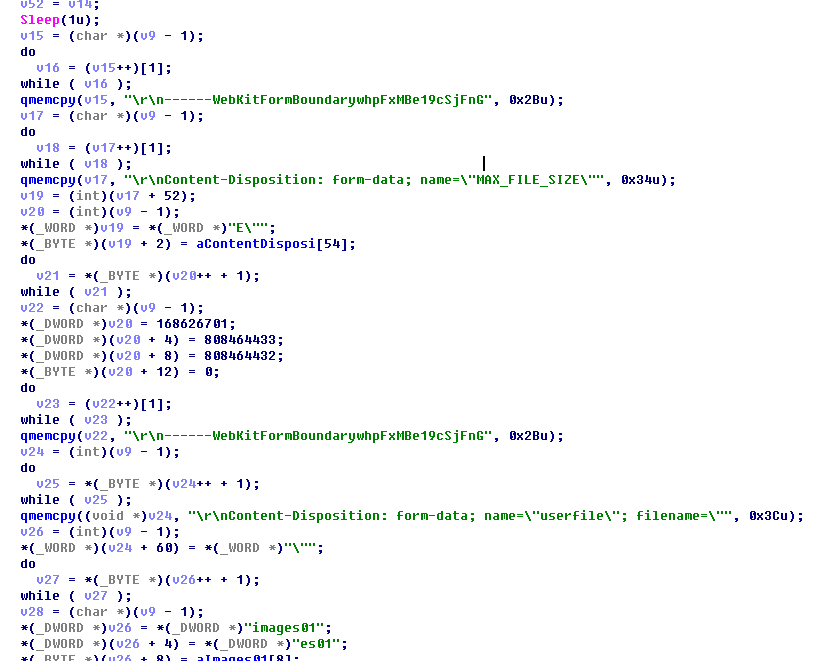 v52 = v14;
Sleep(1u);
v15 = (char *)(v9 - 1);
do
v16 = (v15++)[1];
while ( v16 );
qmemcpy(v15, "\r\n------WebKitFormBoundarywhpFxMBe19cSjFnG", 0x2Bu);
v17 = (char *)(v9 - 1);
do
v18 = (v17++)[1];
while ( v18 );
qmemcpy(v17, "\r\nContent-Disposition: form-data; name=\"MAX_FILE_SIZE\"", 0x34u);
v19 = (int)(v17 + 52);
v20 = (int)(v9 - 1);
*(_WORD *)v19 = *(_WORD *)"E\"";
*(_BYTE *)(v19 + 2) = aContentDisposi[54];
do
v21 = *(_BYTE *)(v20++ + 1);
while ( v21 );
v22 = (char *)(v9 - 1);
*(_DWORD *)v20 = 168626701;
*(_DWORD *)(v20 + 4) = 808464433;
*(_DWORD *)(v20 + 8) = 808464432;
*(_BYTE *)(v20 + 12) = 0;
do
v23 = (v22++)[1];
while ( v23 );
qmemcpy(v22, "\r\n------WebKitFormBoundarywhpFxMBe19cSjFnG", 0x2Bu);
v24 = (int)(v9 - 1);
do
v25 = *(_BYTE *)(v24++ + 1);
while ( v25 );
qmemcpy((void *)v24, "\r\nContent-Disposition: form-data; name=\"userfile\"; filename=\"", 0x3Cu);
v26 = (int)(v9 - 1);
*(_WORD *)(v24 + 60) = *(_WORD *)"\"";
do
v27 = *(_BYTE *)(v26++ + 1);
while ( v27 );
v28 = (char *)(v9 - 1);
*(_DWORD *)v26 = *(_DWORD *)"images01";
*(_DWORD *)(v26 + 4) = *(_DWORD *)"es01";
*(_BYTE *)(v26 + 8) = aImages01[8];